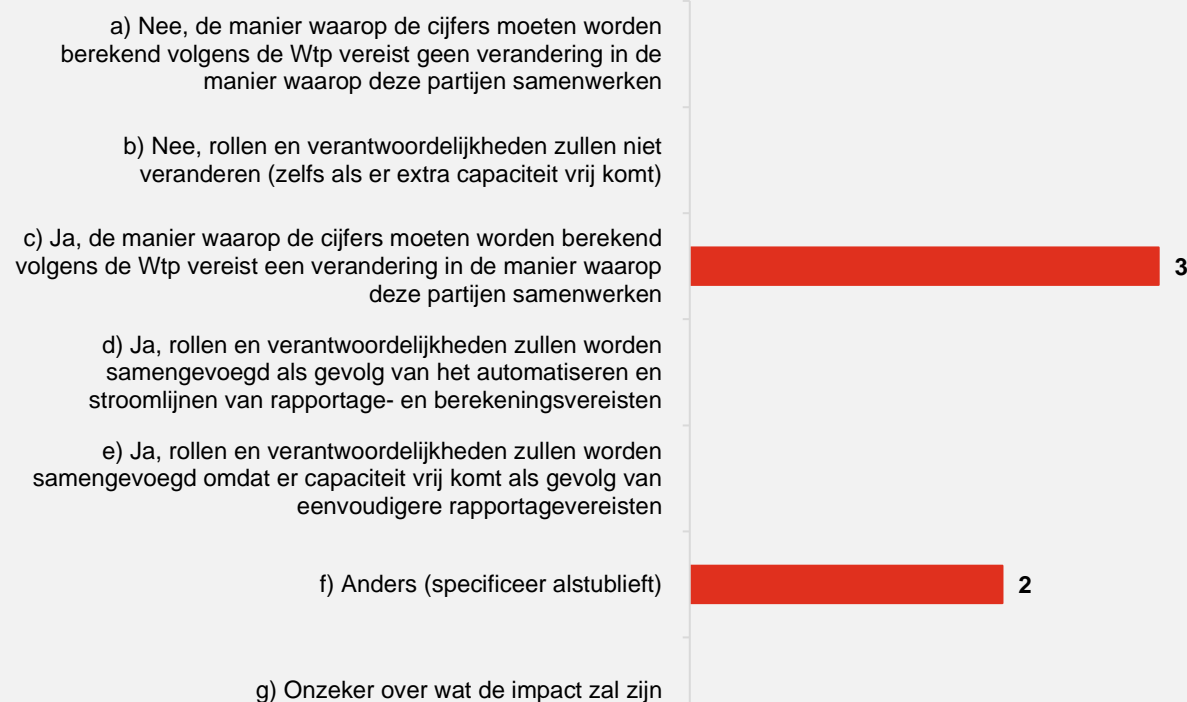 a) Nee, de manier waarop de cijfers moeten worden
berekend volgens de Wtp vereist geen verandering in de
manier waarop deze partijen samenwerken
b) Nee, rollen en verantwoordelijkheden zullen niet
veranderen (zelfs als er extra capaciteit vrij komt)
c) Ja, de manier waarop de cijfers moeten worden berekend
volgens de Wtp vereist een verandering in de manier waarop
deze partijen samenwerken
3
d) Ja, rollen en verantwoordelijkheden zullen worden
samengevoegd als gevolg van het automatiseren en
stroomlijnen van rapportage- en berekeningsvereisten
e) Ja, rollen en verantwoordelijkheden zullen worden
samengevoegd omdat er capaciteit vrij komt als gevolg van
eenvoudigere rapportagevereisten
f) Anders (specificeer alstublieft)
2
g) Onzeker over wat de impact zal zijn